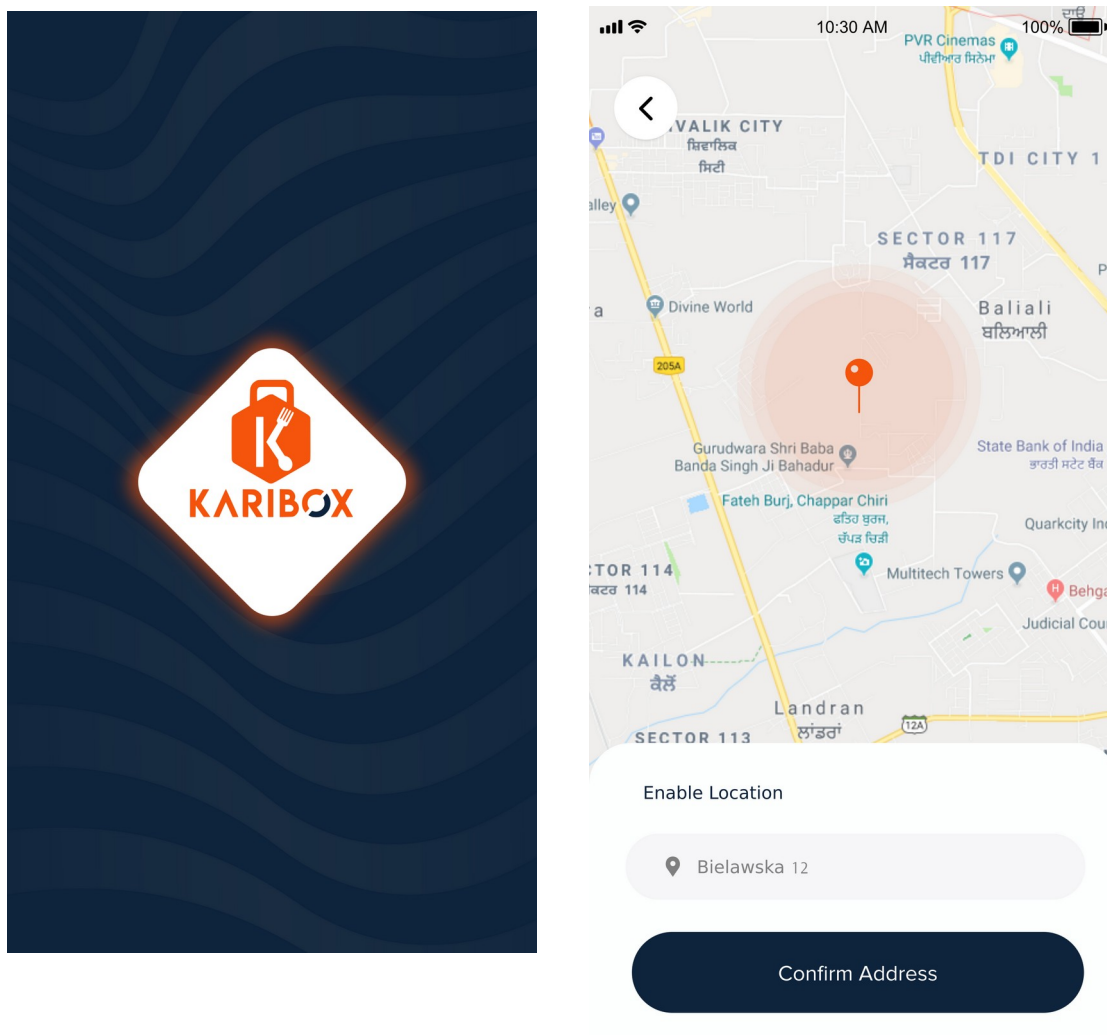 KARIBOX
10:30 AM
100%
PVR Cinemas
ਪੀਵੀਆਰ ਸਿਨੇਮਾ
VALIK CITY
ਸ਼ਿਵਾਲਿਕ
ਸਿਟੀ
TDI CITY 1
alley
SECTOR 117
ਸੈਕਟਰ 117
P
a
Divine World
Baliali
ਬਲਿਆਲੀ
205A
Gurudwara Shri Baba
Banda Singh Ji Bahadur
State Bank of India
ਭਾਰਤੀ ਸਟੇਟ ਬੈਂਕ
Fateh Burj, Chappar Chiri
ਫਤਿਹ ਬੁਰਜ,
ਚੱਪੜ ਚਿੜੀ
Quarkcity Ind
TOR 114
ਕਟਰ 114
Multitech Towers
H Behga
Judicial Cou
KAILON
ਕੈਲੋਂ
Landran
ਲਾਂਡਰਾਂ
12A
SECTOR 113
Enable Location
Bielawska 12
Confirm Address